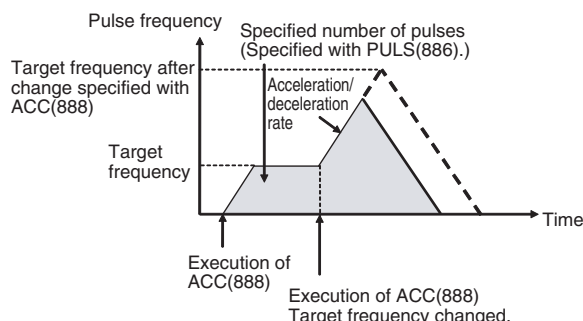 Pulse frequency
Specified number of pulses
(Specified with PULS(886).)
Target frequency after
change specified with
ACC(888)
Acceleration/
deceleration
rate
Target
frequency
Time
Execution of
ACC(888)
Execution of ACC(888)
Target frequency changed.